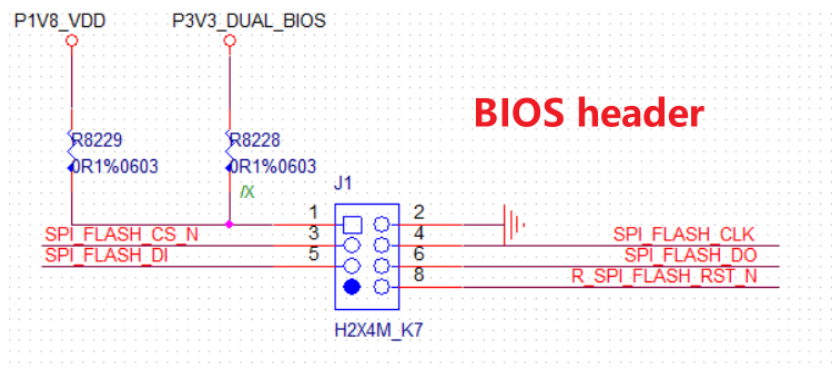 P1V8_VDD P3V3_DUAL_BIOS
BIOS header
R8229 R8228
0R1%0603 0R1%0603
/X
J1
1 2
SPI_FLASH_CS_N 3 4 SPI_FLASH_CLK
SPI_FLASH_DI 5 6 SPI_FLASH_DO
8 R_SPI_FLASH_RST_N
H2X4M_K7